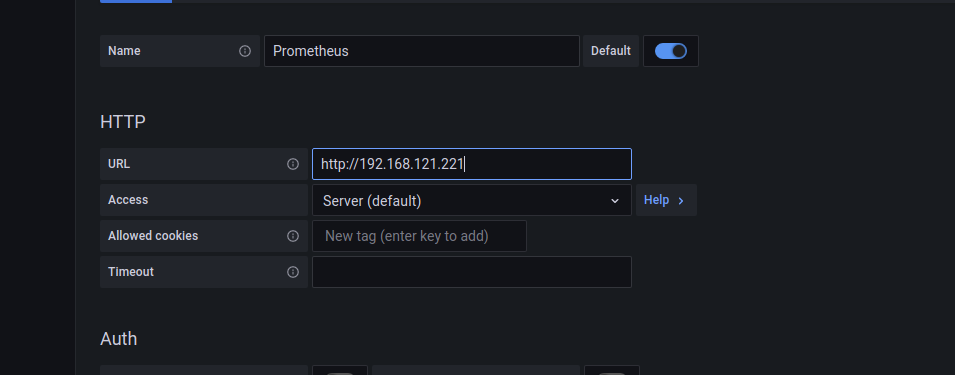 Name Prometheus Default
HTTP
URL http://192.168.121.221
Access Server (default) Help
Allowed cookies New tag (enter key to add)
Timeout
Auth